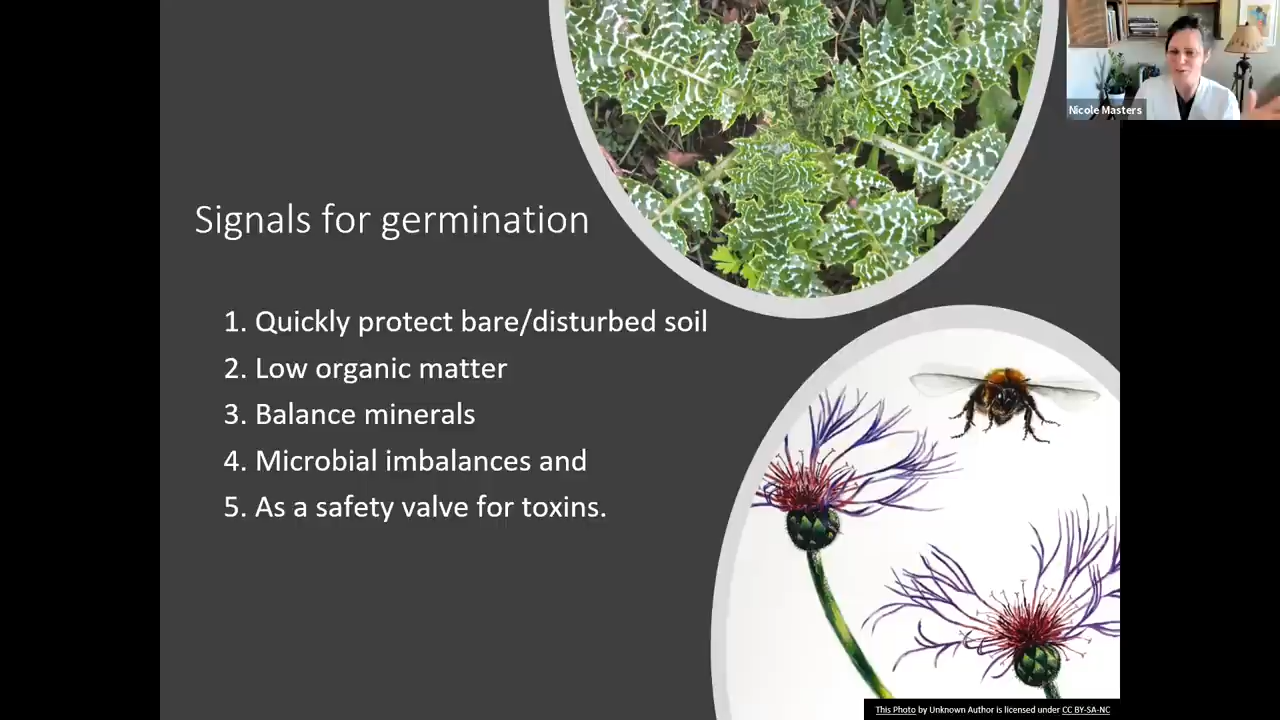 Nicole Masters
Signals for germination
1. Quickly protect bare/disturbed soil
2. Low organic matter
3. Balance minerals
4. Microbial imbalances and
5. As a safety valve for toxins.
This Photo by Unknown Author is licensed under CC BY-SA-NC